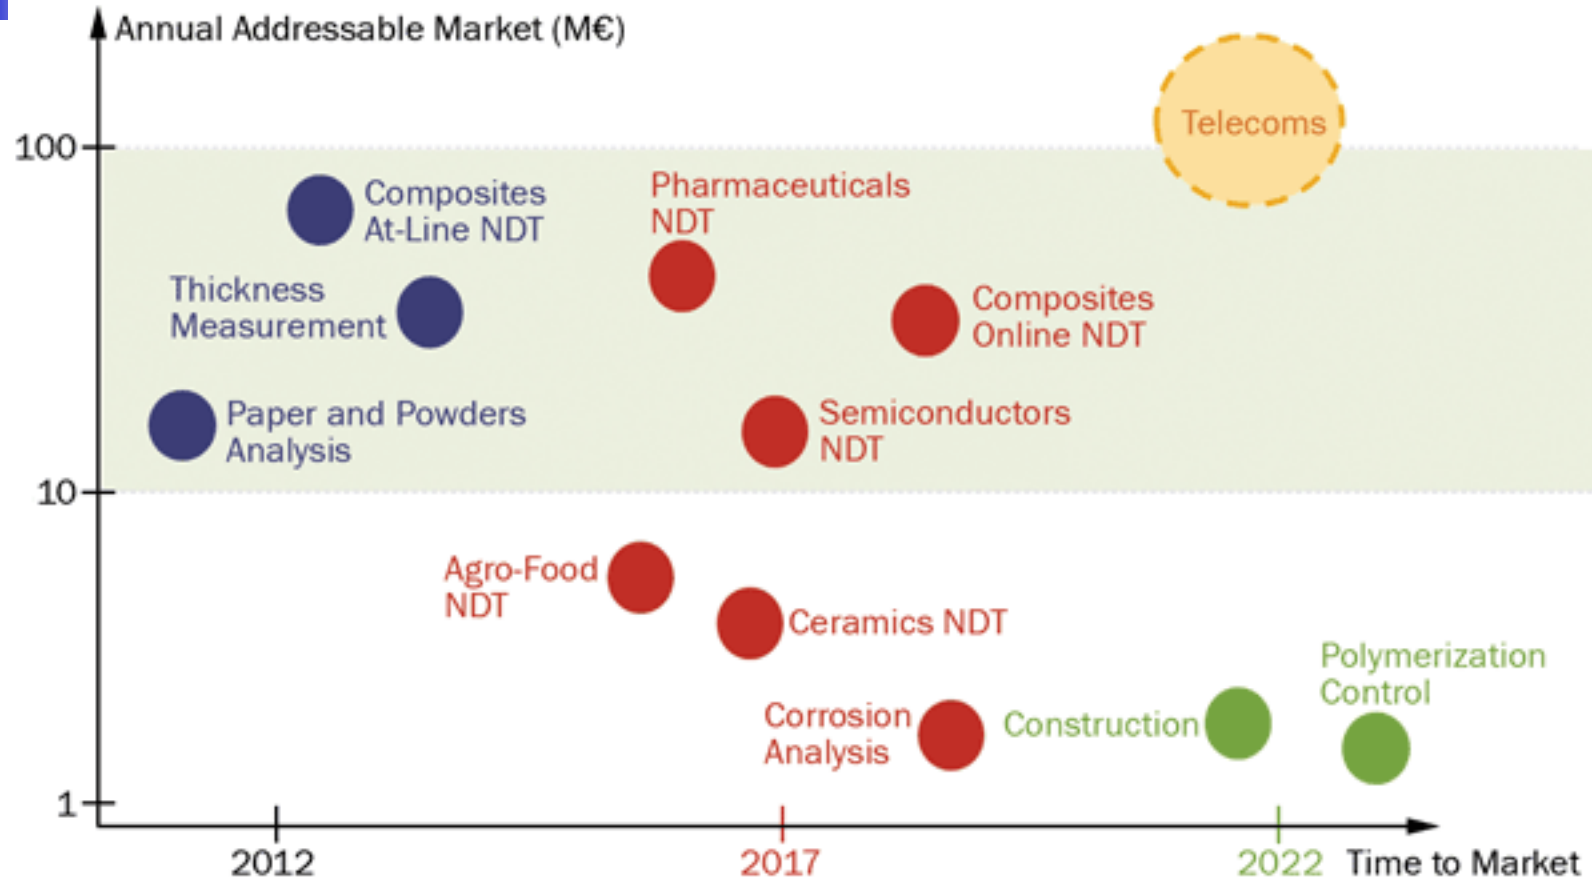 Annual Addressable Market (M€)
Telecoms
100
Composites
At-Line NDT
Pharmaceuticals
NDT
Thickness
Measurement
Composites
Online NDT
Paper and Powders
Analysis
Semiconductors
NDT
10
Agro-Food
NDT
Ceramics NDT
Polymerization
Control
Corrosion
Analysis
Construction
1
2012
2017
2022
Time to Market